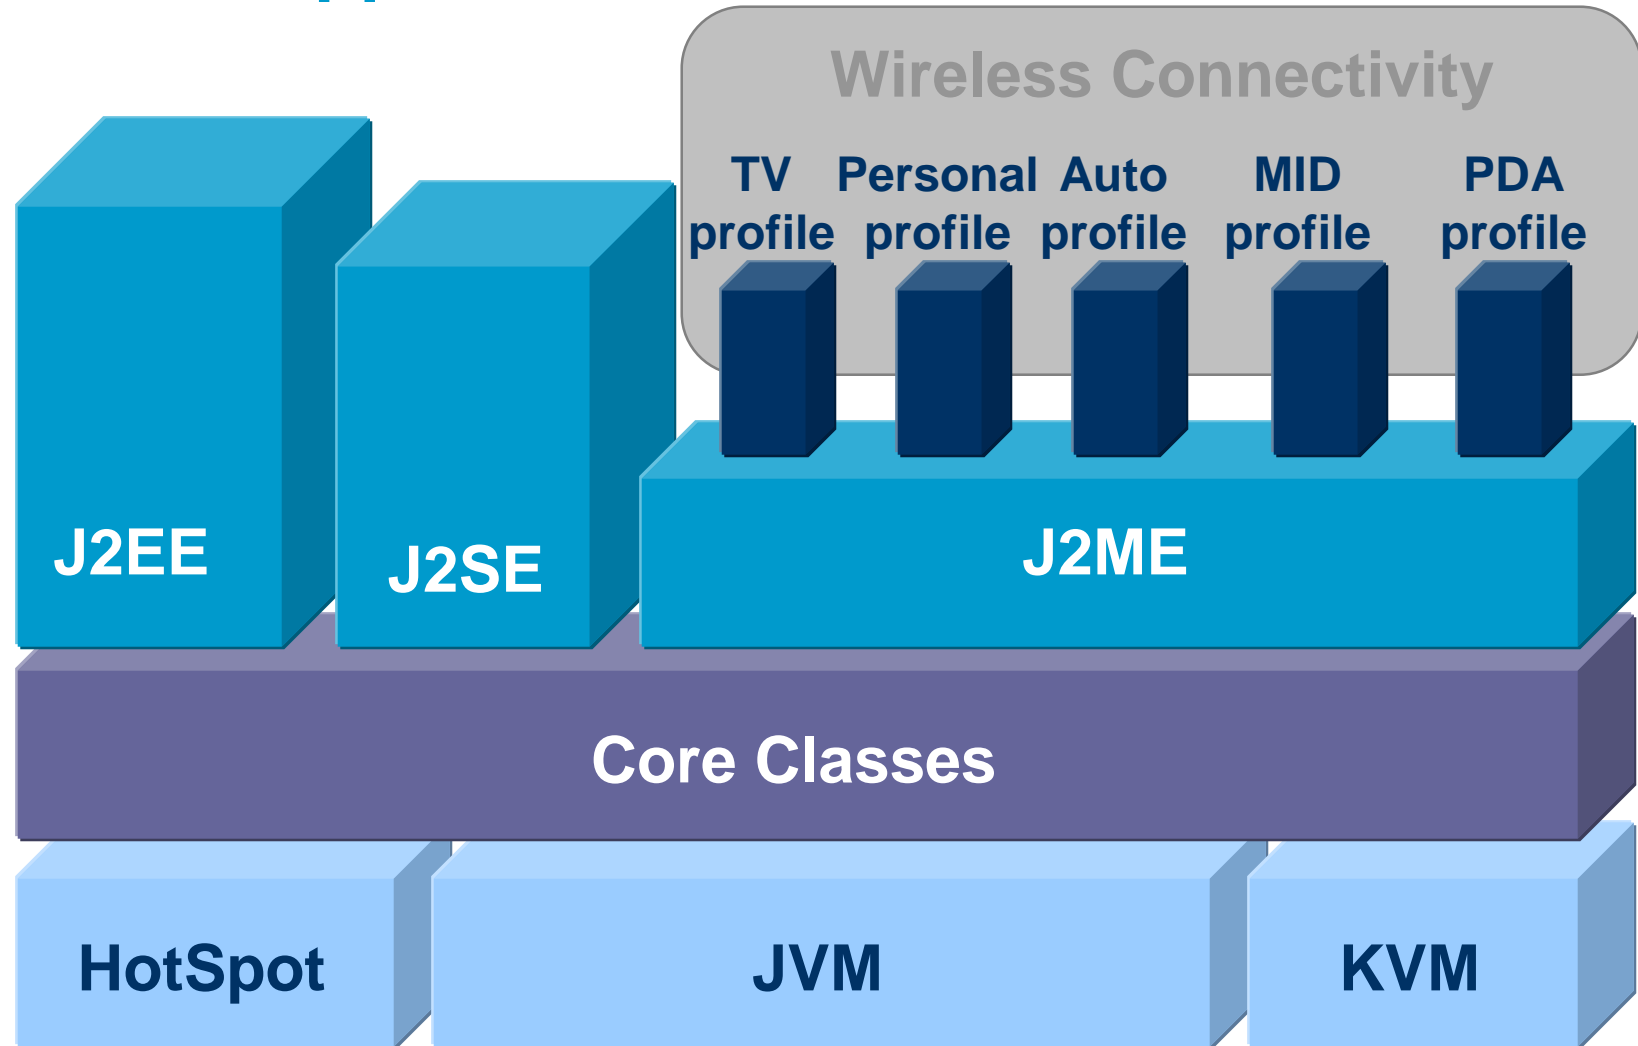 Wireless Connectivity
TV Personal Auto MID PDA
profile profile profile profile profile
J2EE J2SE J2ME
Core Classes
HotSpot JVM KVM